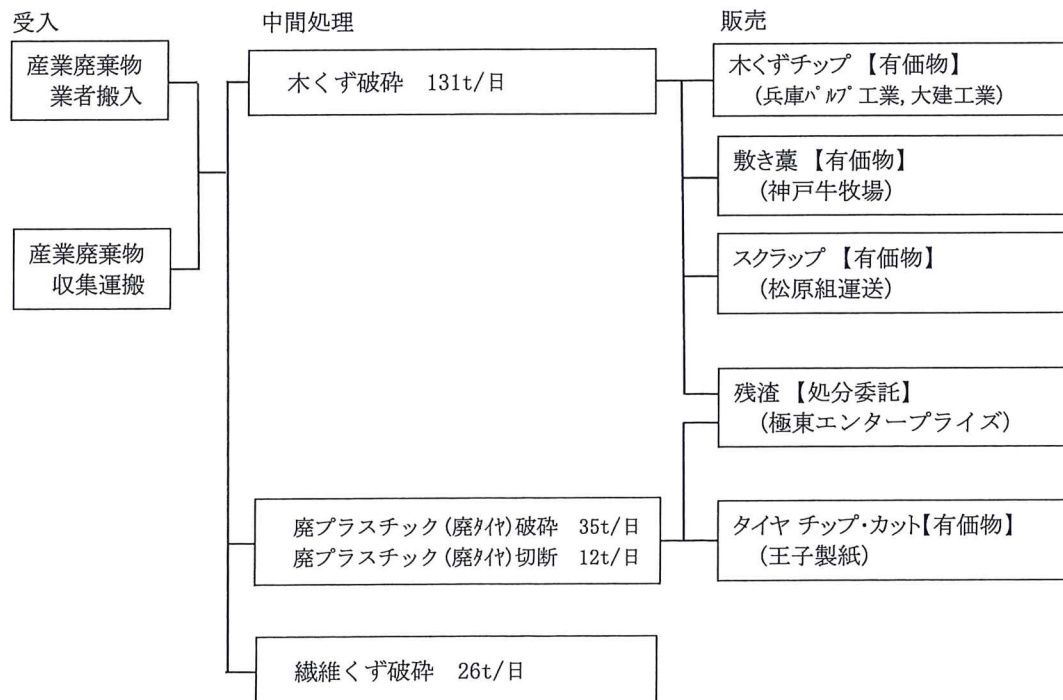 受入
中間処理
販売
産業廃棄物
業者搬入
産業廃棄物
収集運搬
木くず破砕 131t/日
廃プラスチック(廃ﾀｲﾔ)破砕 35t/日
廃プラスチック(廃ﾀｲﾔ)切断 12t/日
繊維くず破砕 26t/日
木くずチップ 【有価物】
(兵庫ﾊﾟﾙﾌﾟ工業,大建工業)
敷き藁 【有価物】
(神戸牛牧場)
スクラップ 【有価物】
(松原組運送)
残渣 【処分委託】
(極東エンタープライズ)
タイヤ チップ・カット【有価物】
(王子製紙)